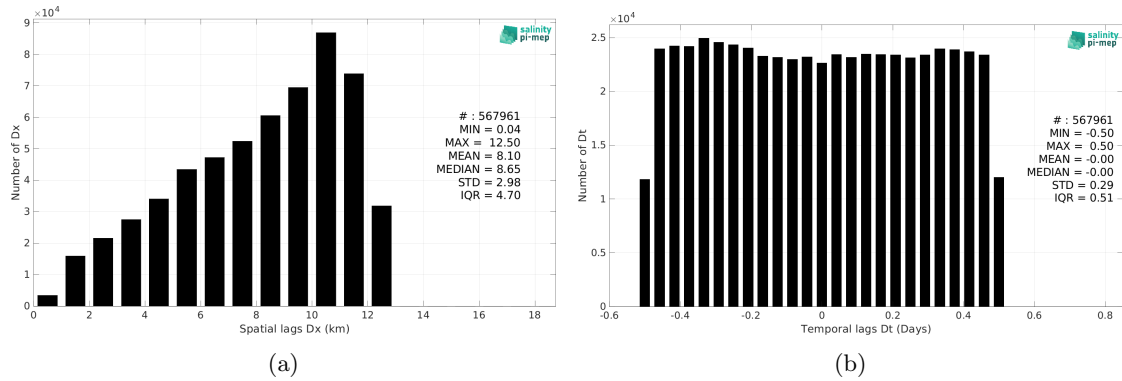 ×10⁴
9
8
7
6
5
4
3
2
1
0
Number of Dx
0 2 4 6 8 10 12 14 16 18
Spatial lags Dx (km)
salinity
pi-mep
# : 567961
MIN = 0.04
MAX = 12.50
MEAN = 8.10
MEDIAN = 8.65
STD = 2.98
IQR = 4.70
(a)
×10⁴
2.5
2
1.5
1
0.5
0
Number of Dt
-0.6 -0.4 -0.2 0 0.2 0.4 0.6 0.8
Temporal lags Dt (Days)
salinity
pi-mep
# : 567961
MIN = -0.50
MAX = 0.50
MEAN = -0.00
MEDIAN = -0.00
STD = 0.29
IQR = 0.51
(b)